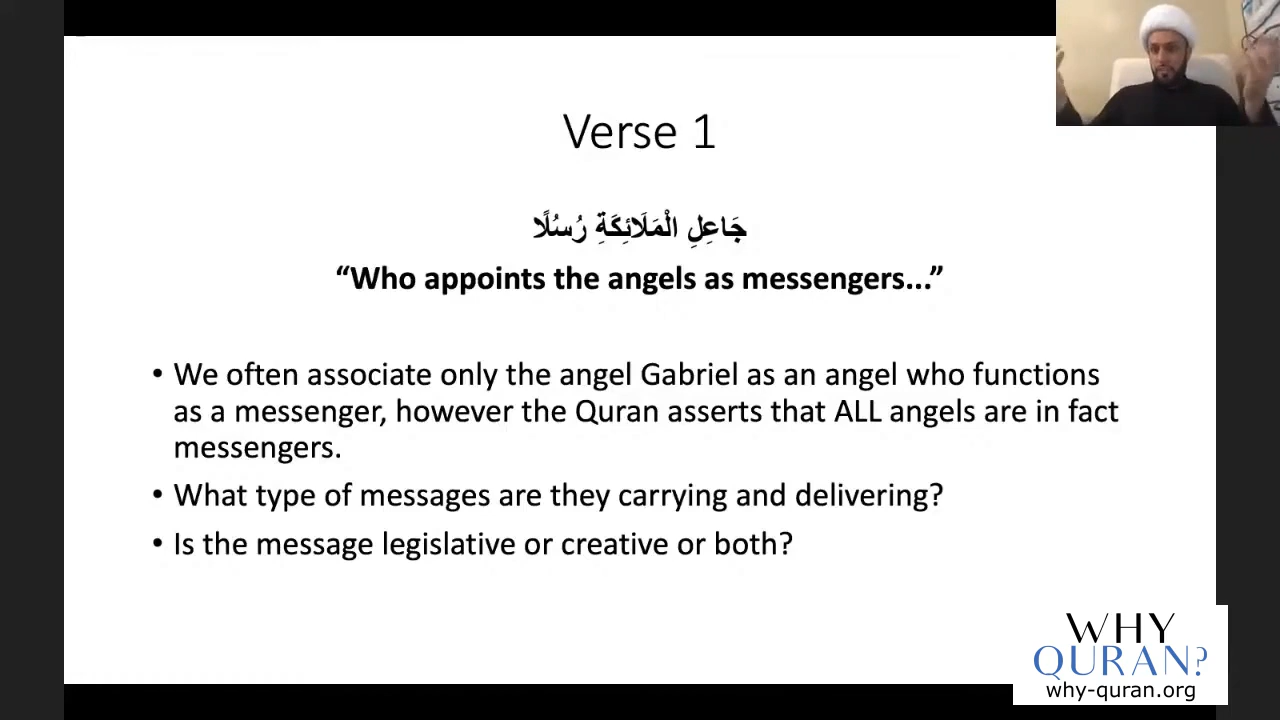 Verse 1
جَاعِلِ الْمَلَائِكَةِ رُسُلًا
“Who appoints the angels as messengers...”
• We often associate only the angel Gabriel as an angel who functions
as a messenger, however the Quran asserts that ALL angels are in fact
messengers.
• What type of messages are they carrying and delivering?
• Is the message legislative or creative or both?
WHY
QURAN?
why-quran.org